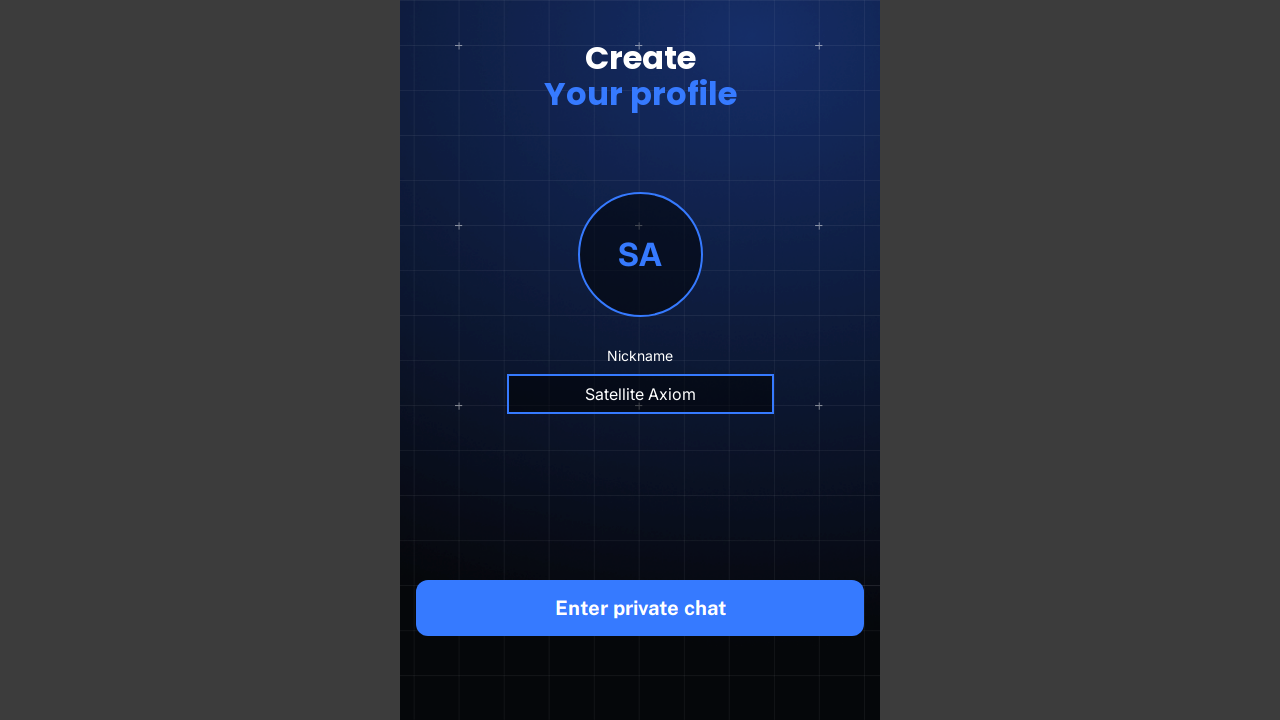 Create
Your profile
SA
Nickname
Satellite Axiom
Enter private chat